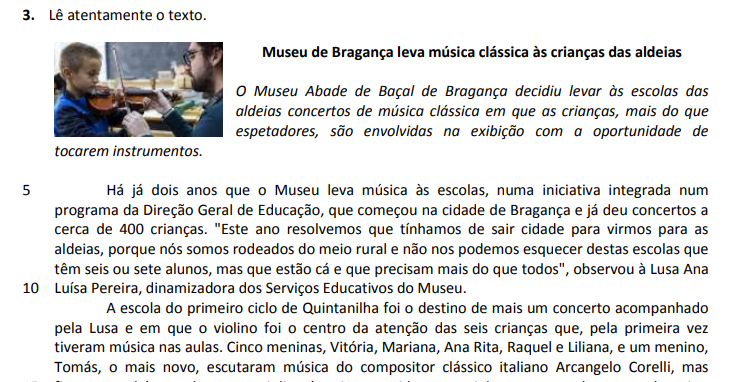 3. Lê atentamente o texto.
Museu de Bragança leva música clássica às crianças das aldeias
O Museu Abade de Baçal de Bragança decidiu levar às escolas das
aldeias concertos de música clássica em que as crianças, mais do que
espetadores, são envolvidas na exibição com a oportunidade de
tocarem instrumentos.
5 Há já dois anos que o Museu leva música às escolas, numa iniciativa integrada num
programa da Direção Geral de Educação, que começou na cidade de Bragança e já deu concertos a
cerca de 400 crianças. "Este ano resolvemos que tínhamos de sair cidade para virmos para as
aldeias, porque nós somos rodeados do meio rural e não nos podemos esquecer destas escolas que
têm seis ou sete alunos, mas que estão cá e que precisam mais do que todos", observou à Lusa Ana
10 Luísa Pereira, dinamizadora dos Serviços Educativos do Museu.
A escola do primeiro ciclo de Quintanilha foi o destino de mais um concerto acompanhado
pela Lusa e em que o violino foi o centro da atenção das seis crianças que, pela primeira vez
tiveram música nas aulas. Cinco meninas, Vitória, Mariana, Ana Rita, Raquel e Liliana, e um menino,
Tomás, o mais novo, escutaram música do compositor clássico italiano Arcangelo Corelli, mas